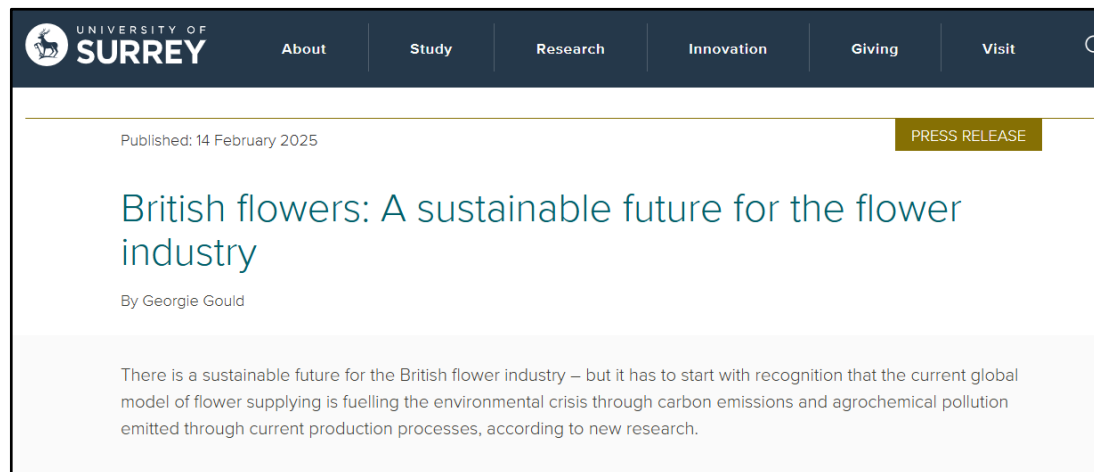 UNIVERSITY OF
SURREY
About
Study
Research
Innovation
Giving
Visit
Published: 14 February 2025
PRESS RELEASE
British flowers: A sustainable future for the flower
industry
By Georgie Gould
There is a sustainable future for the British flower industry – but it has to start with recognition that the current global
model of flower supplying is fuelling the environmental crisis through carbon emissions and agrochemical pollution
emitted through current production processes, according to new research.